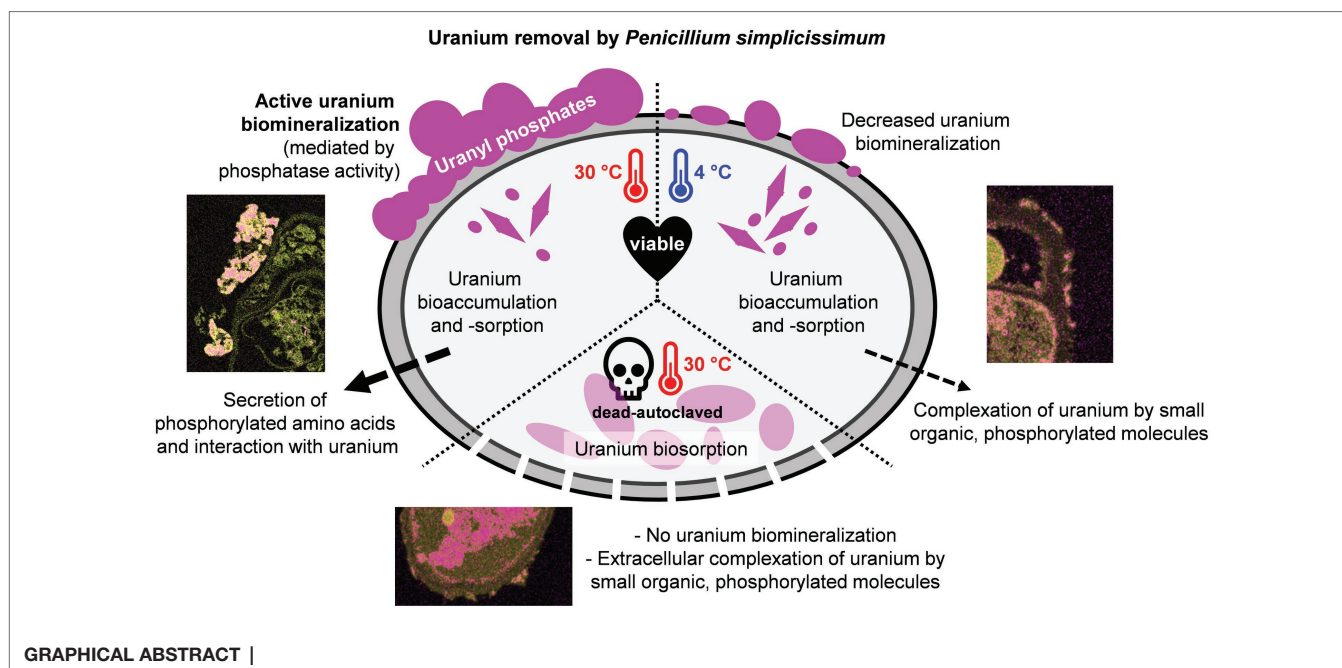 Uranium removal by Penicillium simplicissimum
Active uranium
biomineralization
(mediated by
phosphatase activity)
Uranyl phosphates
Decreased uranium
biomineralization
30 °C
4 °C
viable
Uranium
bioaccumulation
and -sorption
Uranium
bioaccumulation
and -sorption
Secretion of
phosphorylated amino acids
and interaction with uranium
30 °C
dead-autoclaved
Uranium biosorption
Complexation of uranium by small
organic, phosphorylated molecules
- No uranium biomineralization
- Extracellular complexation of uranium by
small organic, phosphorylated molecules
GRAPHICAL ABSTRACT |